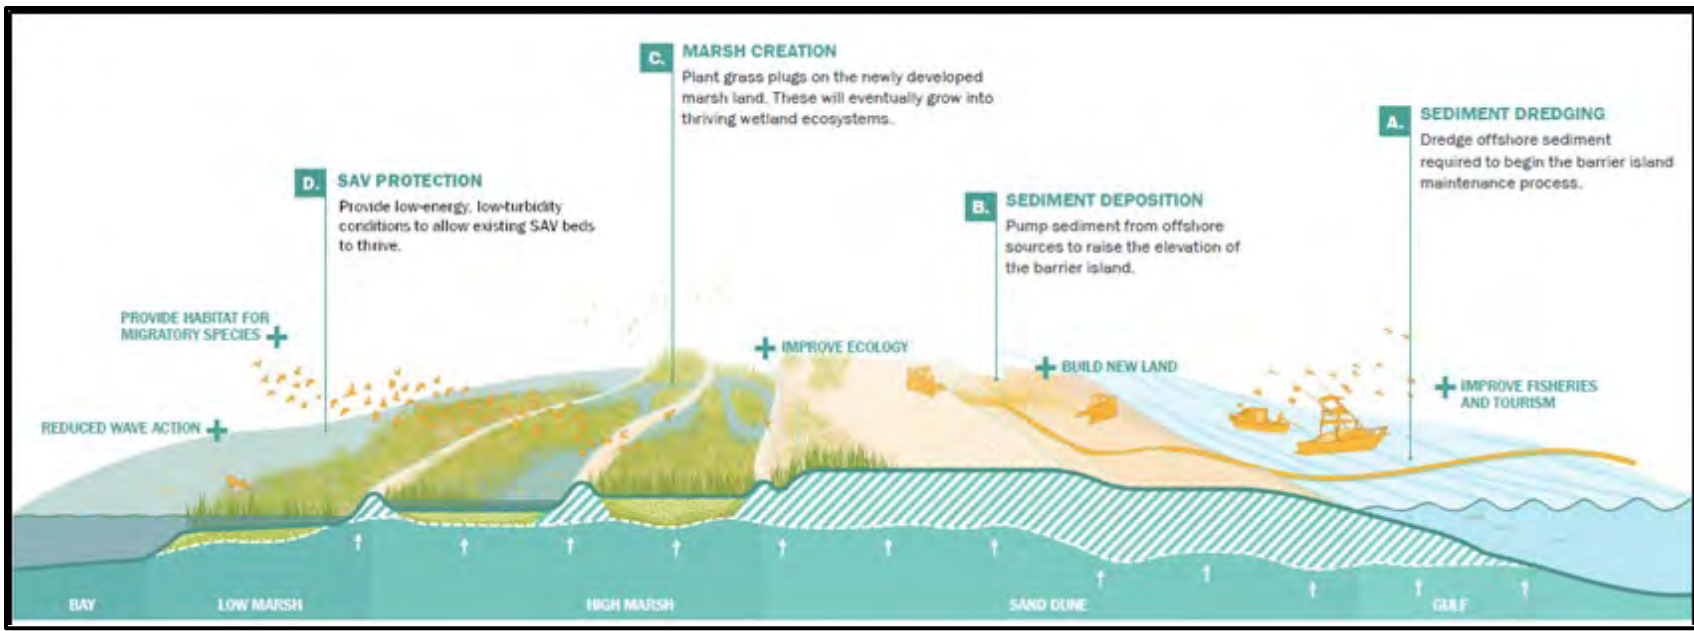 C.
MARSH CREATION
Plant grass plugs on the newly developed
marsh land. These will eventually grow into
thriving wetland ecosystems.
A.
SEDIMENT DREDGING
Dredge offshore sediment
required to begin the barrier island
maintenance process.
D.
SAV PROTECTION
Provide low-energy, low-turbidity
conditions to allow existing SAV beds
to thrive.
B.
SEDIMENT DEPOSITION
Pump sediment from offshore
sources to raise the elevation of
the barrier island.
PROVIDE HABITAT FOR
MIGRATORY SPECIES +
+ IMPROVE ECOLOGY
+ BUILD NEW LAND
+ IMPROVE FISHERIES
AND TOURISM
REDUCED WAVE ACTION +
BAY
LOW MARSH
HIGH MARSH
SAND DUNE
GULF